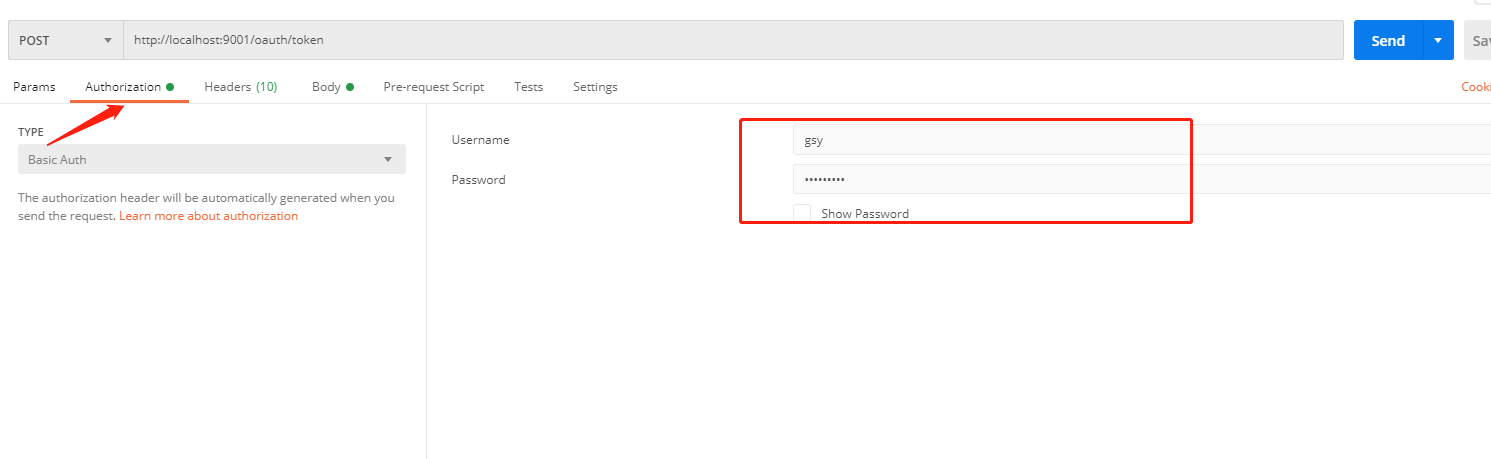 POST http://localhost:9001/oauth/token Send
Params Authorization Headers (10) Body Pre-request Script Tests Settings
TYPE
Basic Auth
The authorization header will be automatically generated when you
send the request. Learn more about authorization
Username gsy
Password •••••••••
Show Password